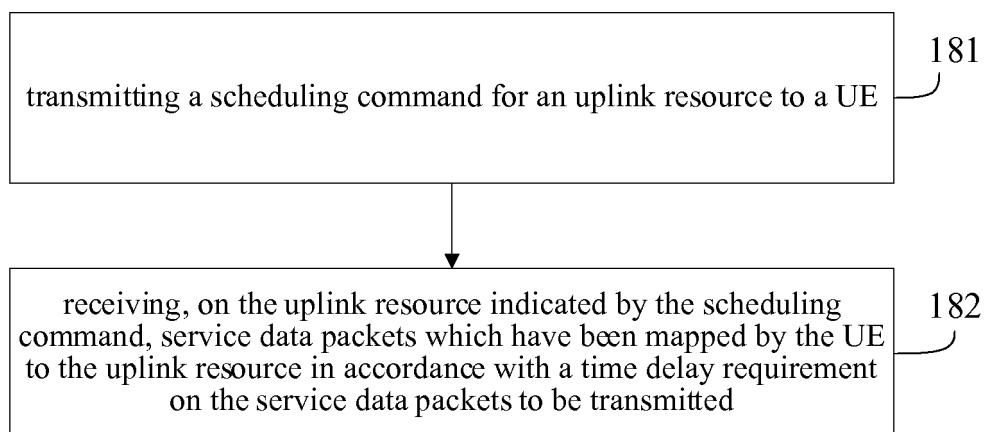 transmitting a scheduling command for an uplink resource to a UE
181
receiving, on the uplink resource indicated by the scheduling
command, service data packets which have been mapped by the UE
to the uplink resource in accordance with a time delay requirement
on the service data packets to be transmitted
182